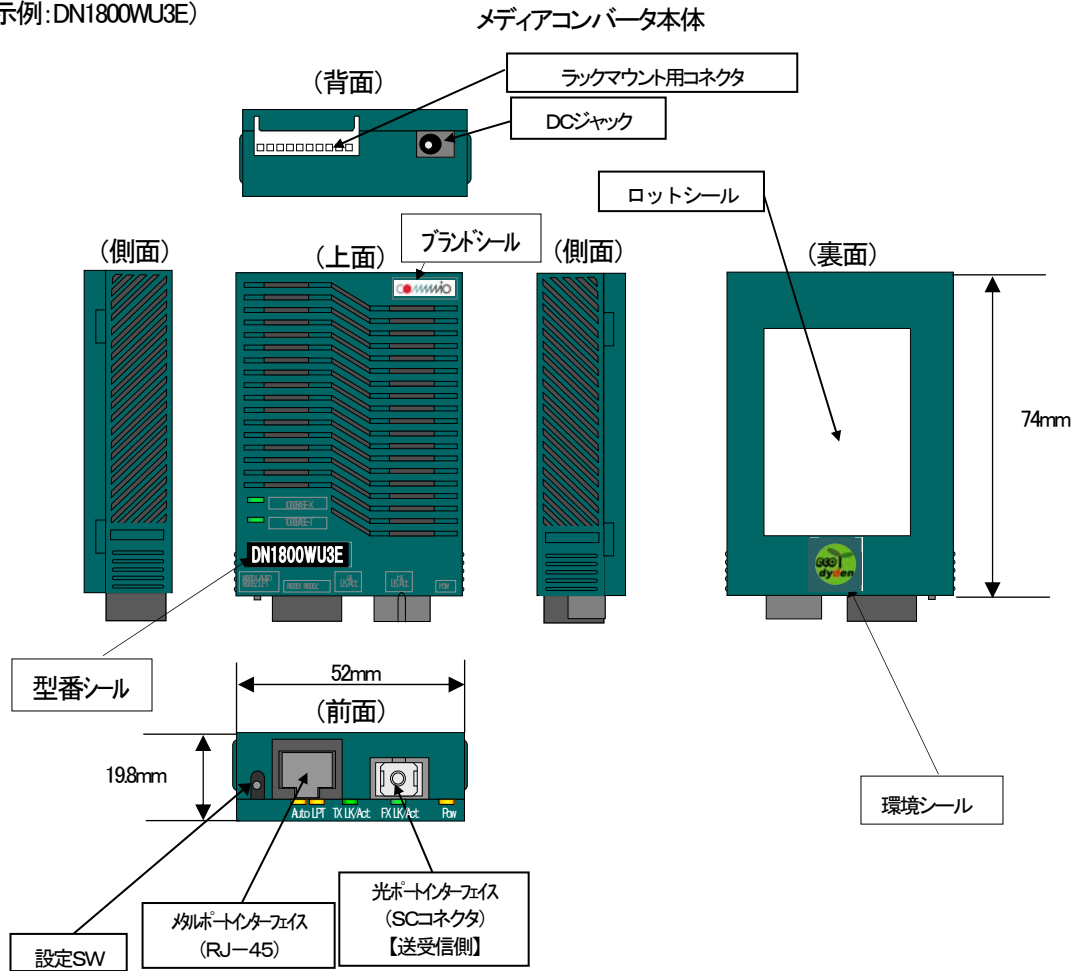 示例:DN1800WU3E)
メディアコンバータ本体
(背面)
ラックマウント用コネクタ
DCジャック
ロットシール
(側面)
(上面)
ブランドシール
(側面)
(裏面)
74mm
DN1800WU3E
eco
dyden
型番シール
52mm
(前面)
19.8mm
環境シール
Auto LPT TX LK/Act FX LK/Act Pow
設定SW
メタルポートインターフェイス
(RJ-45)
光ポートインターフェイス
(SCコネクタ)
【送受信側】